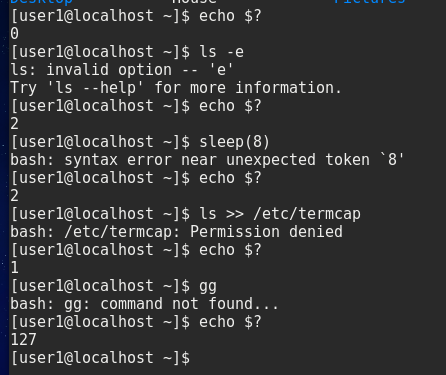 Desktop House Pictures
[user1@localhost ~]$ echo $?
0
[user1@localhost ~]$ ls -e
ls: invalid option -- 'e'
Try 'ls --help' for more information.
[user1@localhost ~]$ echo $?
2
[user1@localhost ~]$ sleep(8)
bash: syntax error near unexpected token `8'
[user1@localhost ~]$ echo $?
2
[user1@localhost ~]$ ls >> /etc/termcap
bash: /etc/termcap: Permission denied
[user1@localhost ~]$ echo $?
1
[user1@localhost ~]$ gg
bash: gg: command not found...
[user1@localhost ~]$ echo $?
127
[user1@localhost ~]$